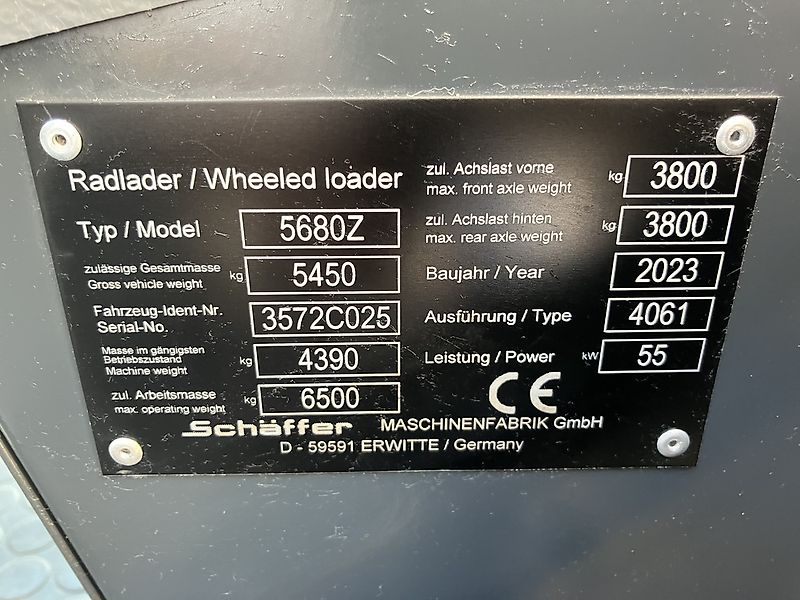 Radlader / Wheeled loader
Typ / Model 5680Z
zulässige Gesamtmasse
Gross vehicle weight kg 5450
Fahrzeug-Ident-Nr.
Serial-No. 3572C025
Masse im gängigsten
Betriebszustand
Machine weight kg 4390
zul. Arbeitsmasse
max. operating weight kg 6500
zul. Achslast vorne
max. front axle weight kg 3800
zul. Achslast hinten
max. rear axle weight kg 3800
Baujahr / Year 2023
Ausführung / Type 4061
Leistung / Power kW 55
CE
Schäffer MASCHINENFABRIK GmbH
D - 59591 ERWITTE / Germany